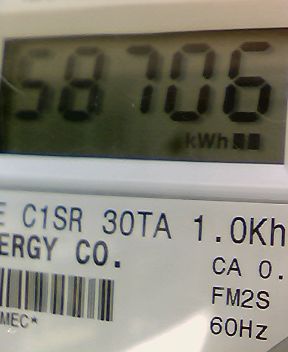 58706
kWh
E C1SR 30TA 1.0Kh
ERGY CO.
CA 0.
FM2S
MEC*
60Hz